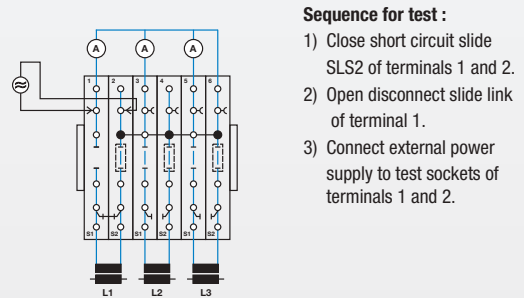 A A A
1 2 3 4 5 6
S1 S2 S1 S2 S1 S2
L1 L2 L3
Sequence for test :
1) Close short circuit slide
SLS2 of terminals 1 and 2.
2) Open disconnect slide link
of terminal 1.
3) Connect external power
supply to test sockets of
terminals 1 and 2.